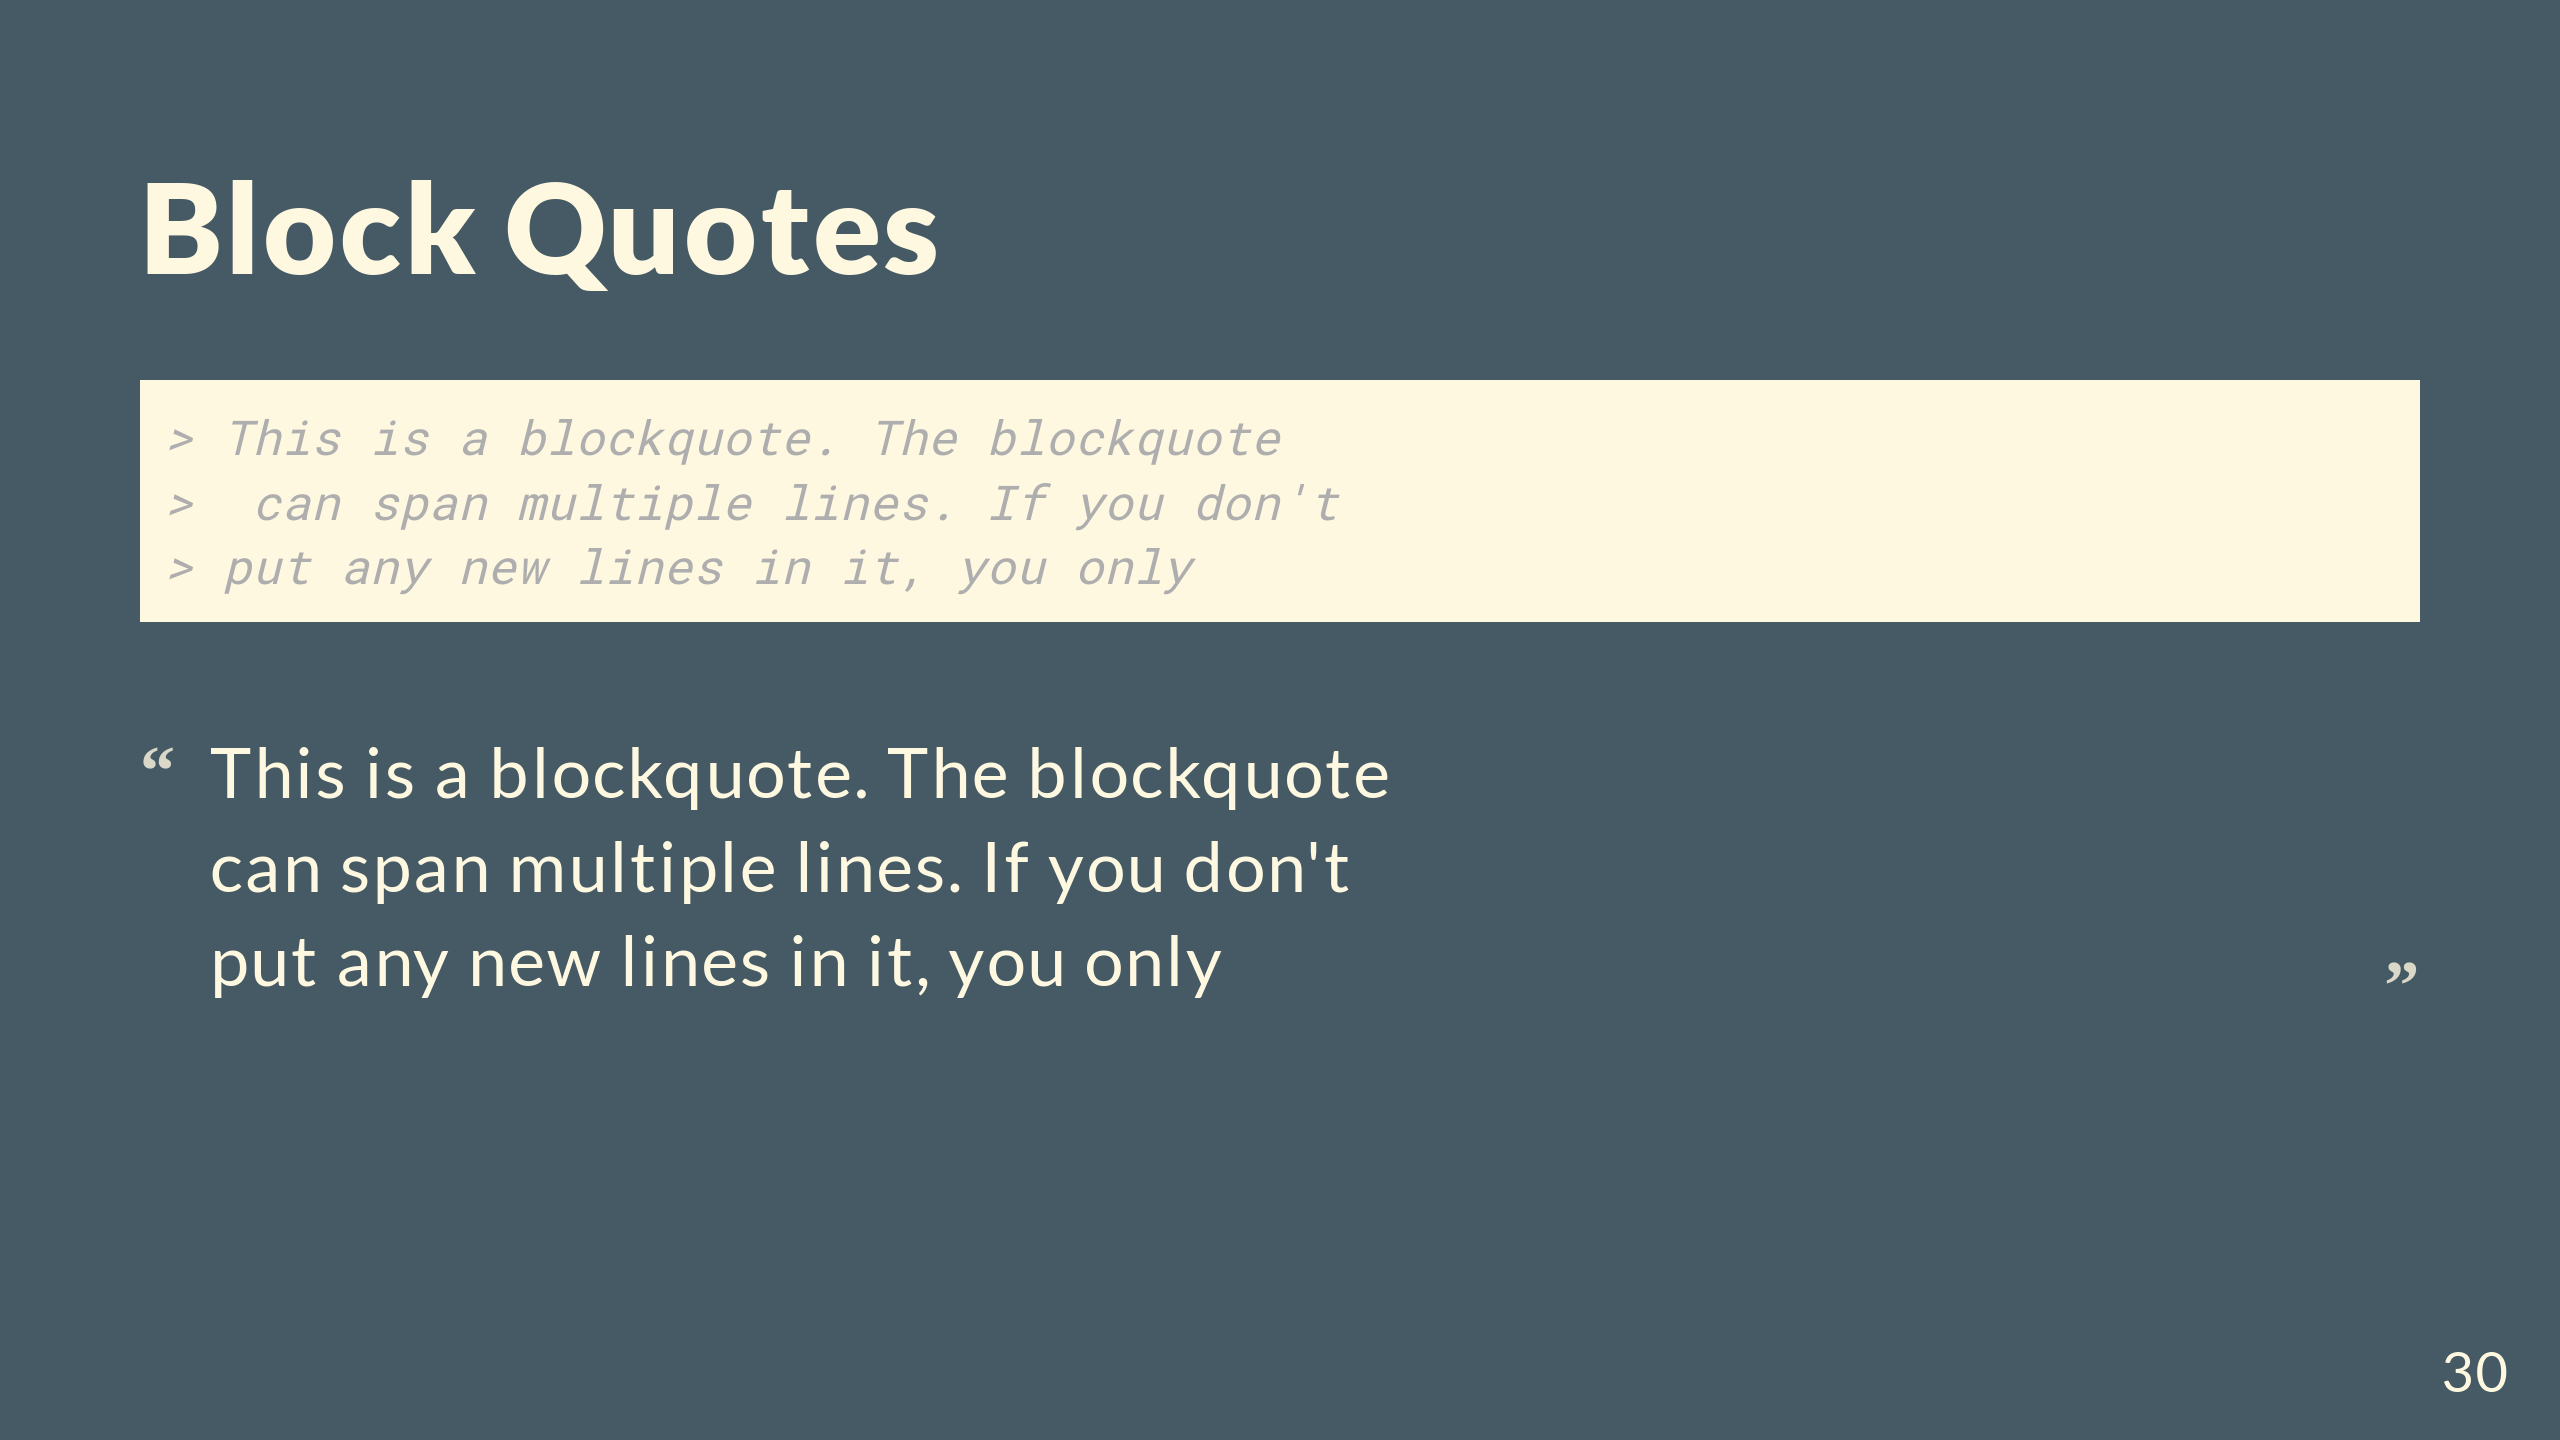 Block Quotes
> This is a blockquote. The blockquote
>  can span multiple lines. If you don't
> put any new lines in it, you only
“ This is a blockquote. The blockquote
can span multiple lines. If you don't
put any new lines in it, you only ”
30